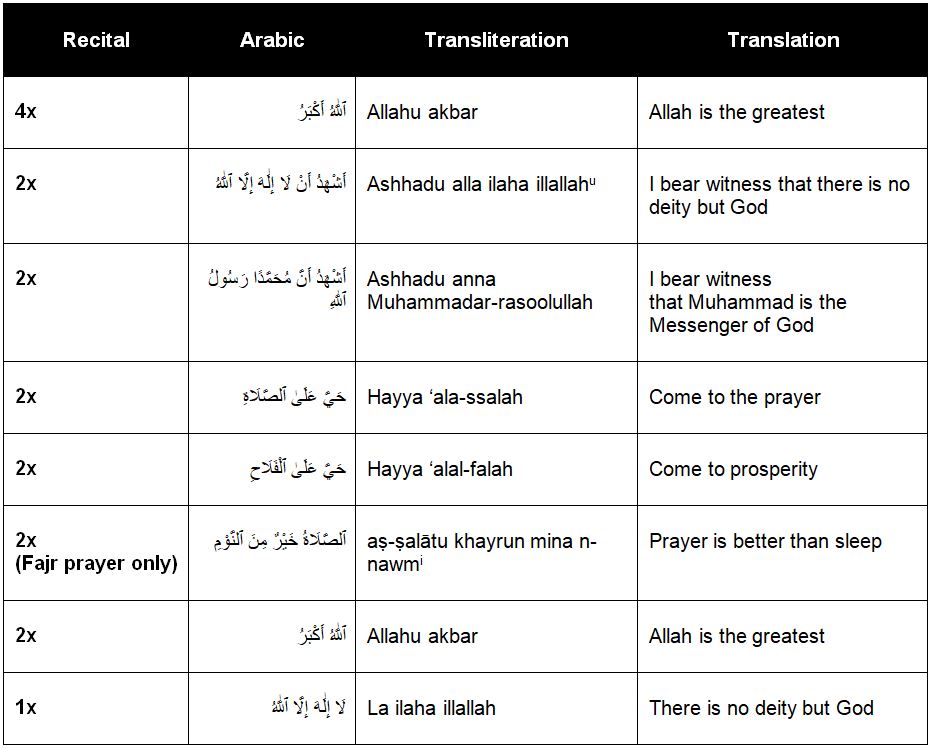 Recital Arabic Transliteration Translation
4x ٱللَّٰهُ أَكْبَرُ Allahu akbar Allah is the greatest
2x أَشْهَدُ أَنْ لَا إِلَٰهَ إِلَّا ٱللَّٰهُ Ashhadu alla ilaha illallahᵘ I bear witness that there is no
deity but God
2x أَشْهَدُ أَنَّ مُحَمَّدًا رَسُولُ Ashhadu anna I bear witness
ٱللَّٰهِ Muhammadar-rasoolullah that Muhammad is the
Messenger of God
2x حَيَّ عَلَىٰ ٱلصَّلَاةِ Hayya ‘ala-ssalah Come to the prayer
2x حَيَّ عَلَىٰ ٱلْفَلَاحِ Hayya ‘alal-falah Come to prosperity
2x ٱلصَّلَاةُ خَيْرٌ مِنَ ٱلنَّوْمِ aṣ-ṣalātu khayrun mina n- Prayer is better than sleep
(Fajr prayer only) nawmⁱ
2x ٱللَّٰهُ أَكْبَرُ Allahu akbar Allah is the greatest
1x لَا إِلَٰهَ إِلَّا ٱللَّٰهُ La ilaha illallah There is no deity but God